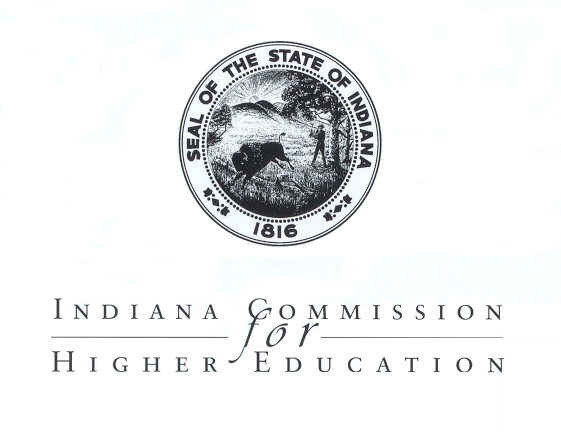 SEAL OF THE STATE OF INDIANA
1816
INDIANA COMMISSION
for
HIGHER EDUCATION